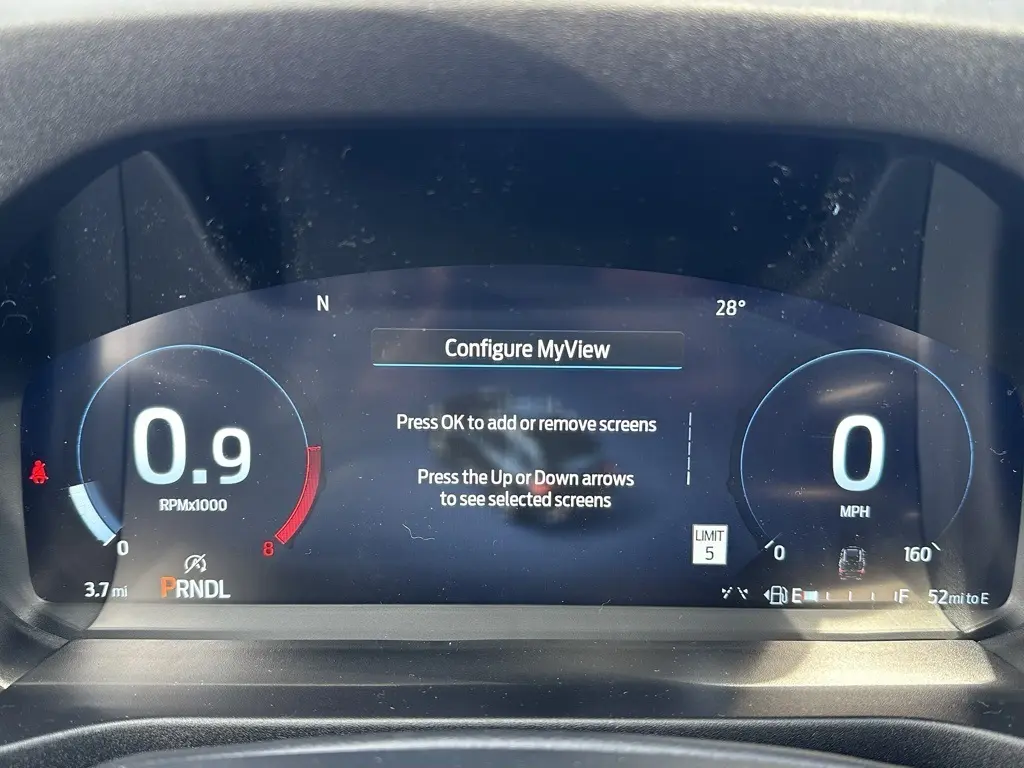 N
28°
Configure MyView
Press OK to add or remove screens
Press the Up or Down arrows
to see selected screens
0.9
RPMx1000
0
8
0
MPH
0
160
LIMIT
5
3.7 mi
PRNDL
E
F
52 mi to E